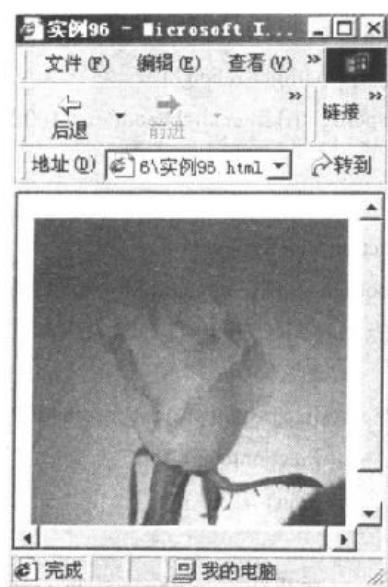 实例96 - Microsoft I...
文件(F) 编辑(E) 查看(V) »
后退 前进 » 链接
地址(D) 6\实例96.html 转到
完成 我的电脑